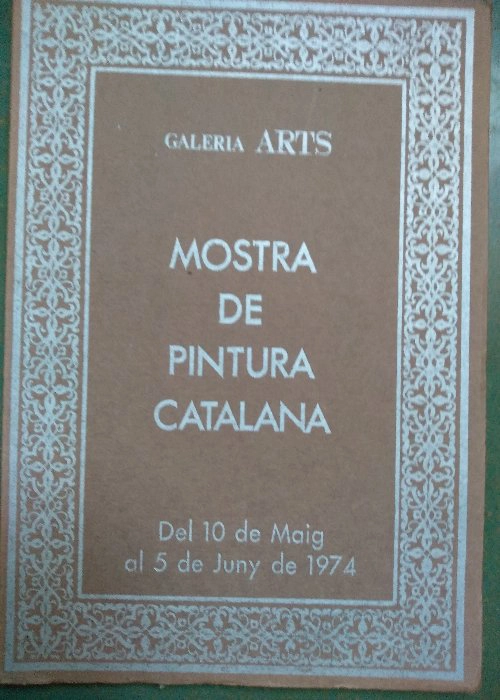 GALERIA ARTS
MOSTRA
DE
PINTURA
CATALANA
Del 10 de Maig
al 5 de Juny de 1974